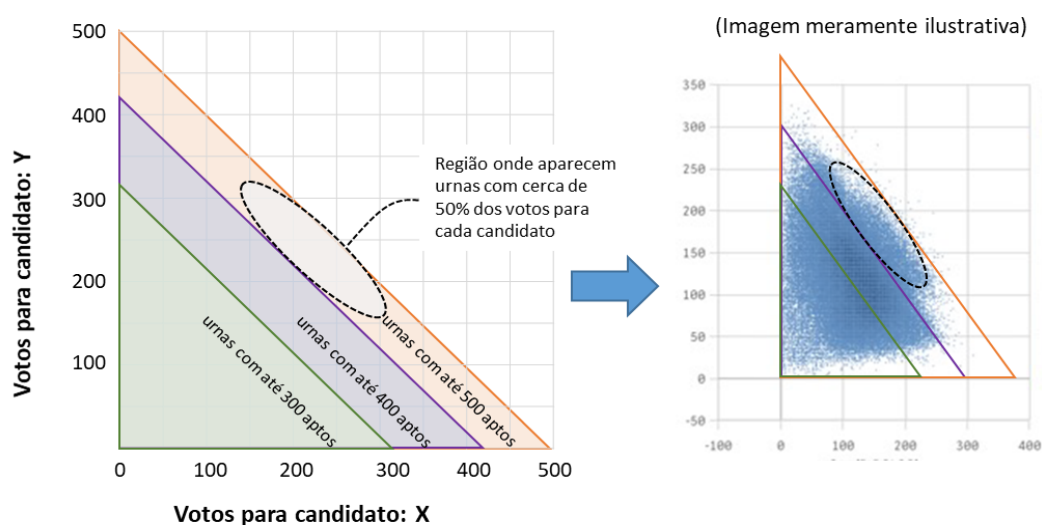 (Imagem meramente ilustrativa)
500
400
300
200
100
Votos para candidato: Y
Região onde aparecem
urnas com cerca de
50% dos votos para
cada candidato
urnas com até 300 aptos
urnas com até 400 aptos
urnas com até 500 aptos
0 100 200 300 400 500
Votos para candidato: X
350
300
250
200
150
100
50
0
-50
-100 0 100 200 300 400